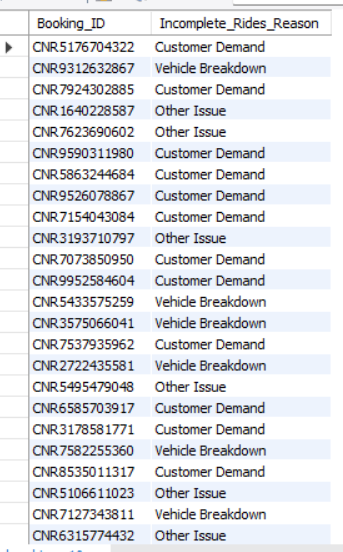 Booking_ID Incomplete_Rides_Reason
CNR5176704322 Customer Demand
CNR9312632867 Vehicle Breakdown
CNR7924302885 Customer Demand
CNR1640228587 Other Issue
CNR7623690602 Other Issue
CNR9590311980 Customer Demand
CNR5863244684 Customer Demand
CNR9526078867 Customer Demand
CNR7154043084 Customer Demand
CNR3193710797 Other Issue
CNR7073850950 Customer Demand
CNR9952584604 Customer Demand
CNR5433575259 Vehicle Breakdown
CNR3575066041 Vehicle Breakdown
CNR7537935962 Customer Demand
CNR2722435581 Vehicle Breakdown
CNR5495479048 Other Issue
CNR6585703917 Customer Demand
CNR3178581771 Customer Demand
CNR7582255360 Vehicle Breakdown
CNR8535011317 Customer Demand
CNR5106611023 Other Issue
CNR7127343811 Vehicle Breakdown
CNR6315774432 Other Issue